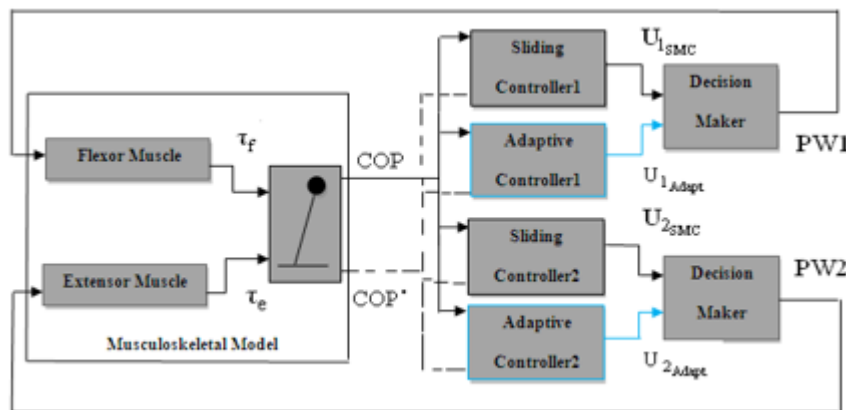 Flexor Muscle
τf
Extensor Muscle
τe
Musculoskeletal Model
COP
COP˙
Sliding
Controller1
Adaptive
Controller1
Sliding
Controller2
Adaptive
Controller2
U1SMC
U1Adapt.
U2SMC
U2Adapt.
Decision
Maker
PW1
Decision
Maker
PW2